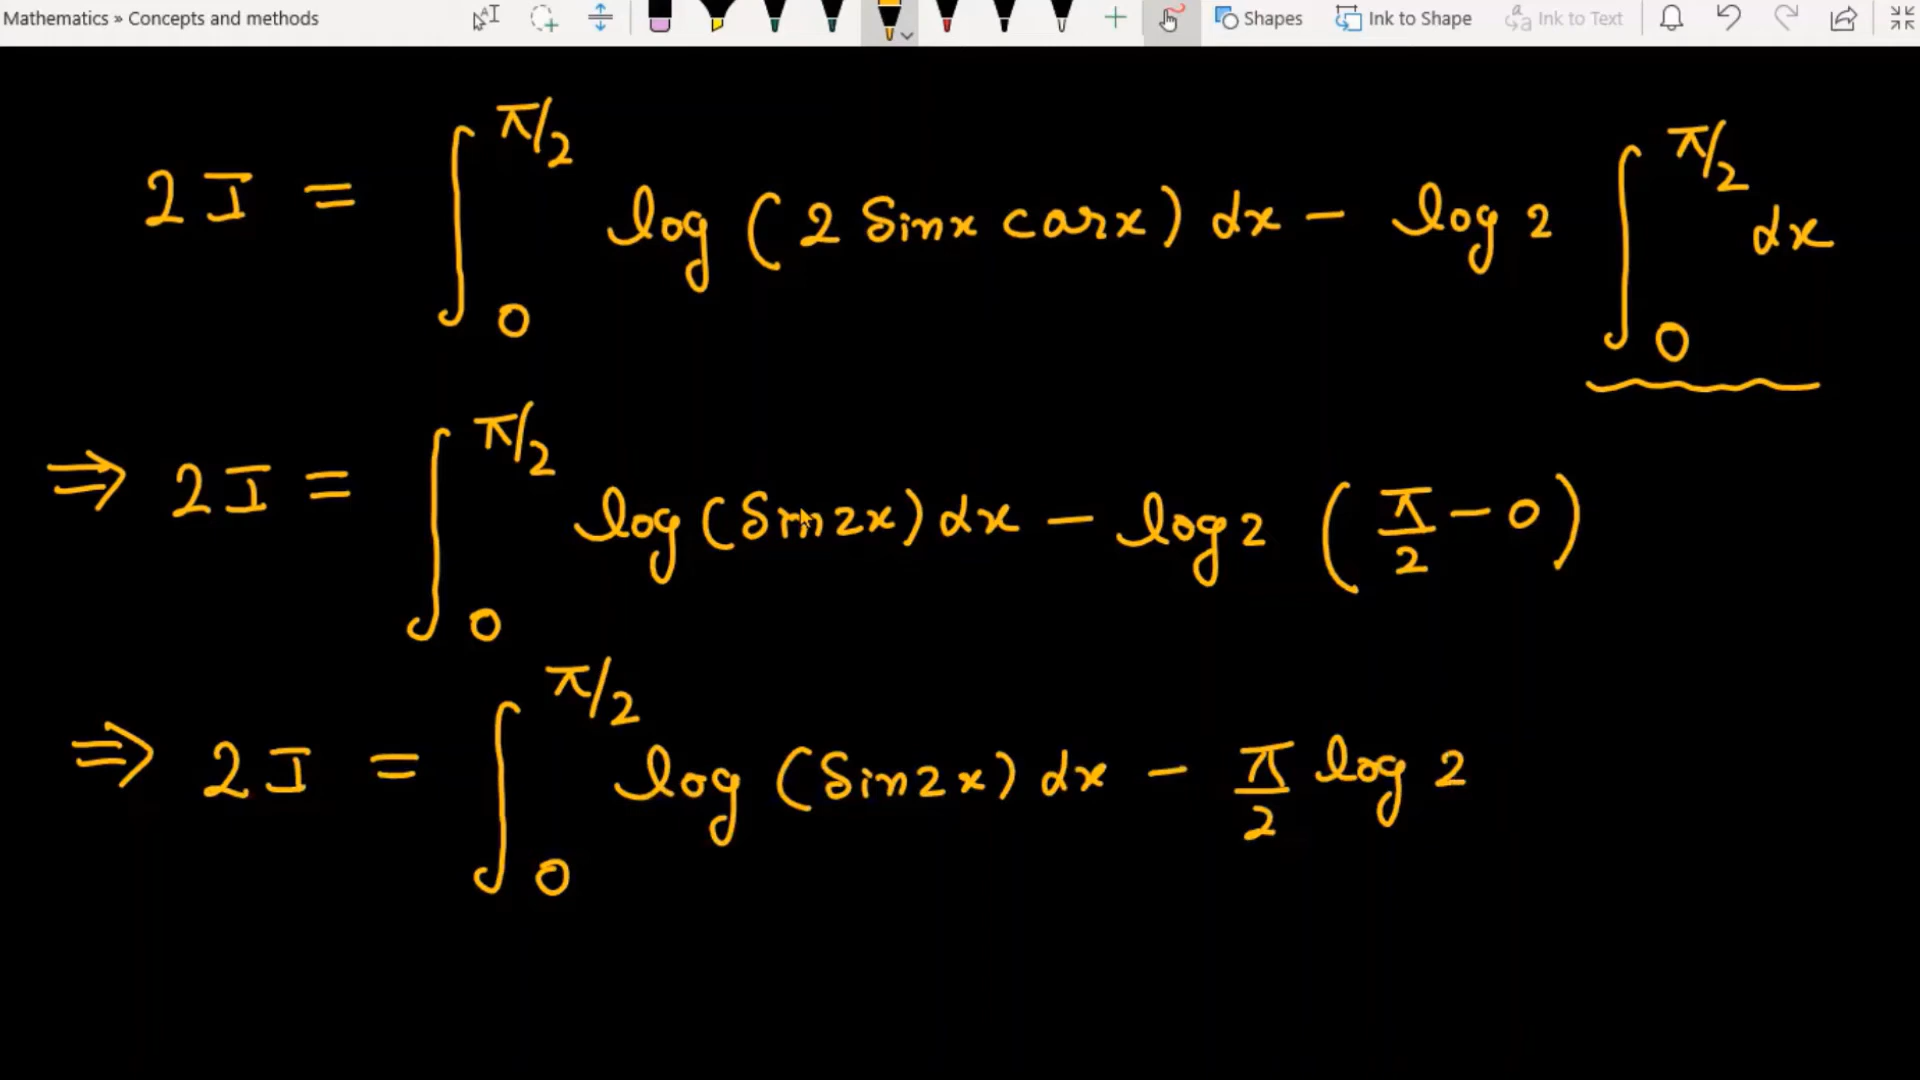 Mathematics » Concepts and methods Shapes Ink to Shape Ink to Text
2I = ∫₀^{π/2} log (2 Sinx cosx) dx − log 2 ∫₀^{π/2} dx
⇒ 2I = ∫₀^{π/2} log (Sin2x) dx − log 2 (π/2 − 0)
⇒ 2I = ∫₀^{π/2} log (Sin2x) dx − π/2 log 2